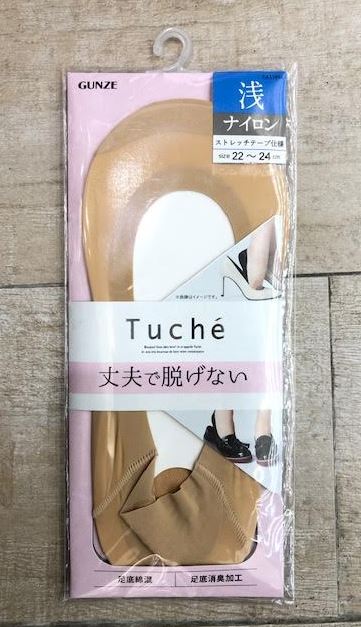 GUNZE
浅
ナイロン
ストレッチテープ仕様
SIZE 22〜24cm
※画像はイメージです。
Tuché
丈夫で脱げない
足底綿混
足底消臭加工